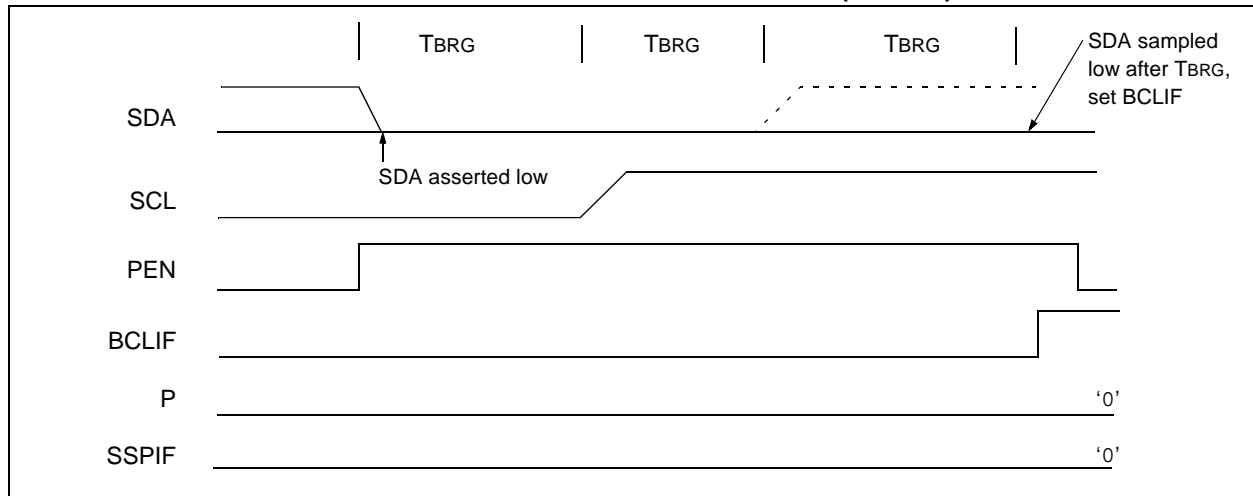 TBRG TBRG TBRG
SDA sampled
low after TBRG,
set BCLIF
SDA
SDA asserted low
SCL
PEN
BCLIF
P ‘0’
SSPIF ‘0’